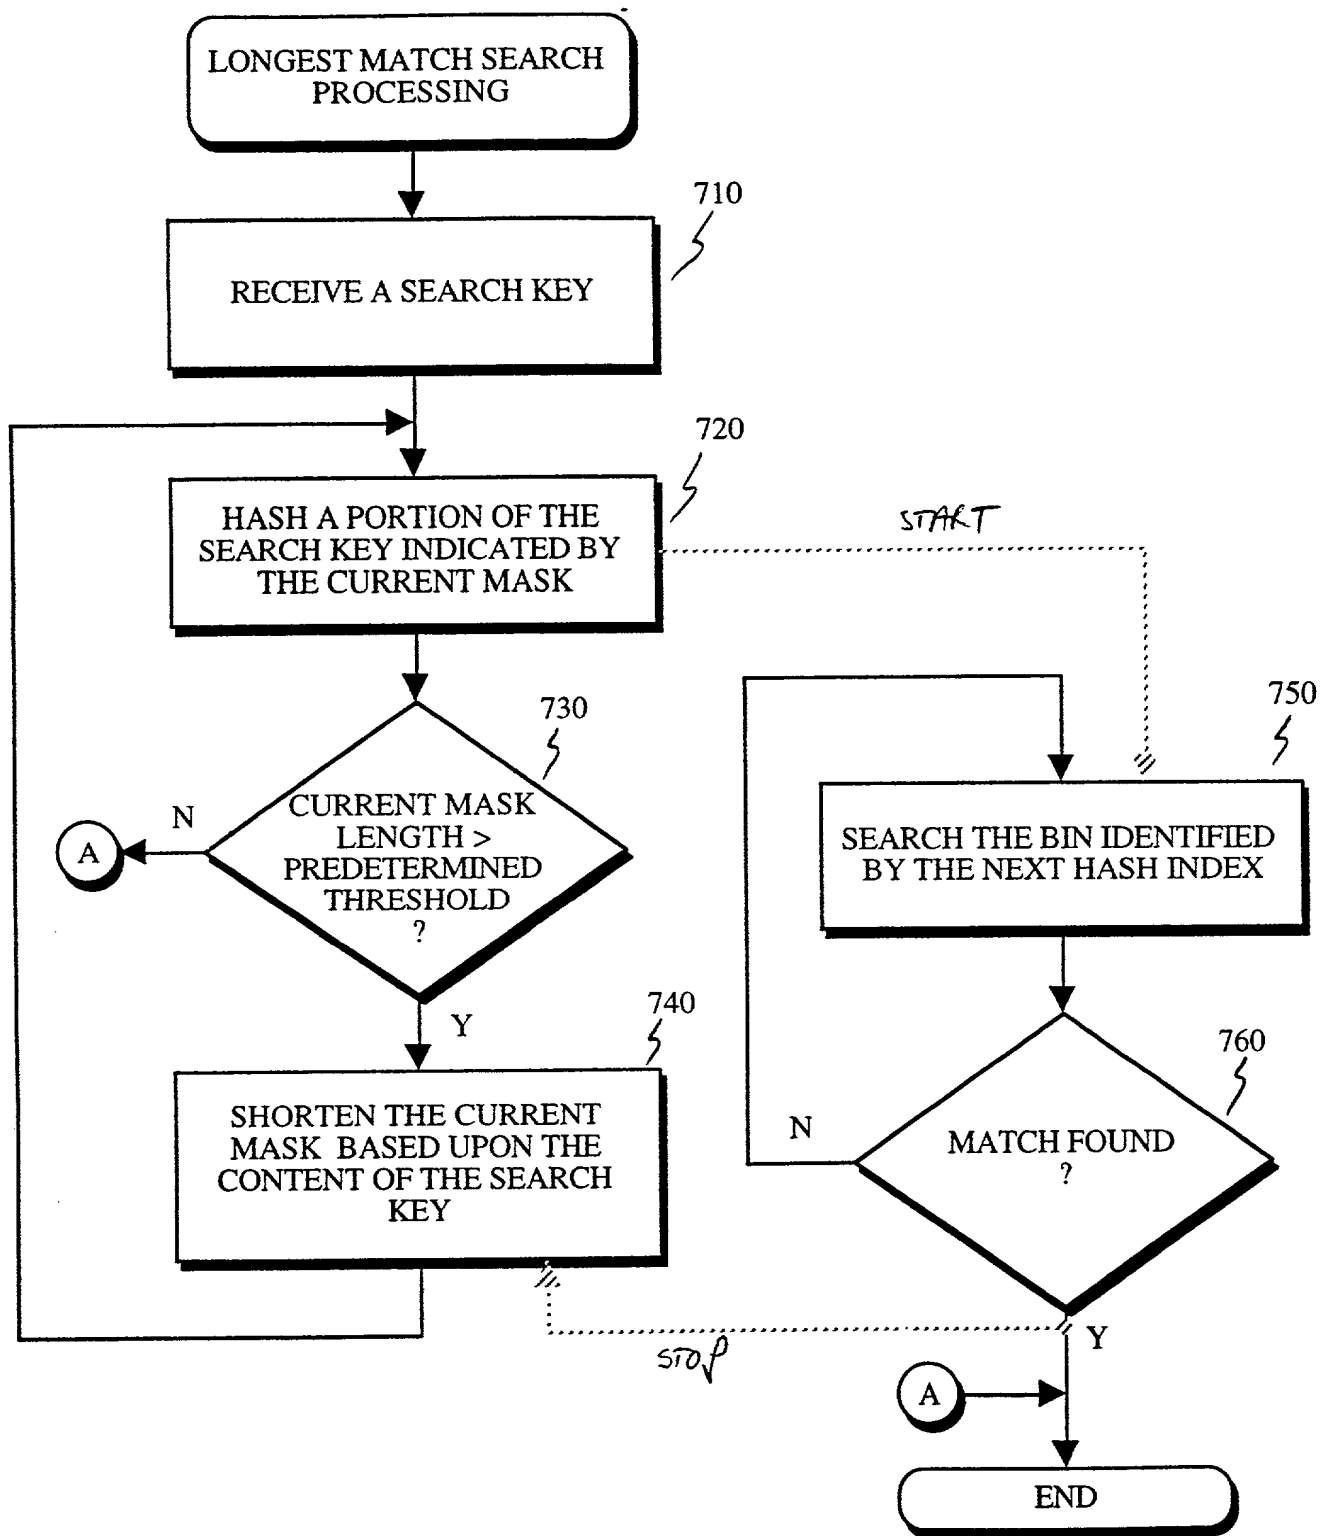 LONGEST MATCH SEARCH
PROCESSING
710
RECEIVE A SEARCH KEY
720
HASH A PORTION OF THE
SEARCH KEY INDICATED BY
THE CURRENT MASK
START
730
CURRENT MASK
LENGTH >
PREDETERMINED
THRESHOLD
?
N
A
Y
740
SHORTEN THE CURRENT
MASK BASED UPON THE
CONTENT OF THE SEARCH
KEY
750
SEARCH THE BIN IDENTIFIED
BY THE NEXT HASH INDEX
760
MATCH FOUND
?
N
Y
STOP
A
END